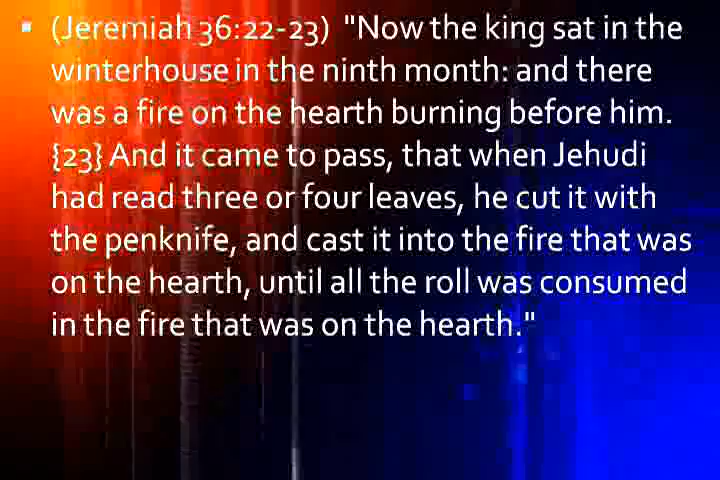 (Jeremiah 36:22-23) "Now the king sat in the
winterhouse in the ninth month: and there
was a fire on the hearth burning before him.
{23} And it came to pass, that when Jehudi
had read three or four leaves, he cut it with
the penknife, and cast it into the fire that was
on the hearth, until all the roll was consumed
in the fire that was on the hearth."